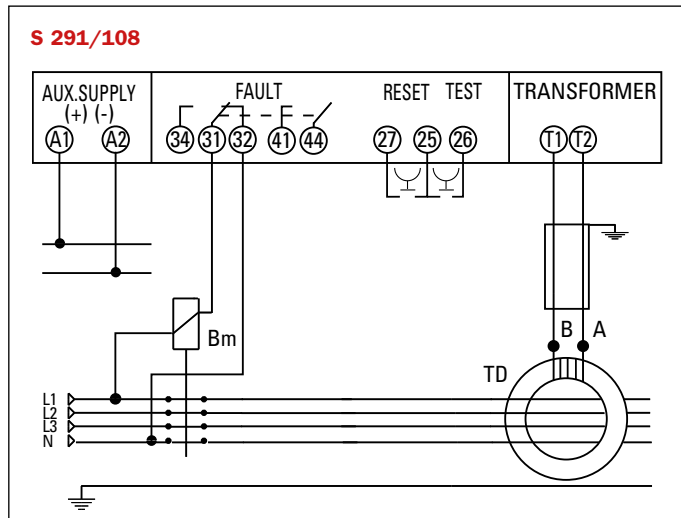 S 291/108
AUX.SUPPLY FAULT RESET TEST TRANSFORMER
(+) (-)
A1 A2 34 31 32 41 44 27 25 26 T1 T2
B A
Bm
TD
L1
L2
L3
N